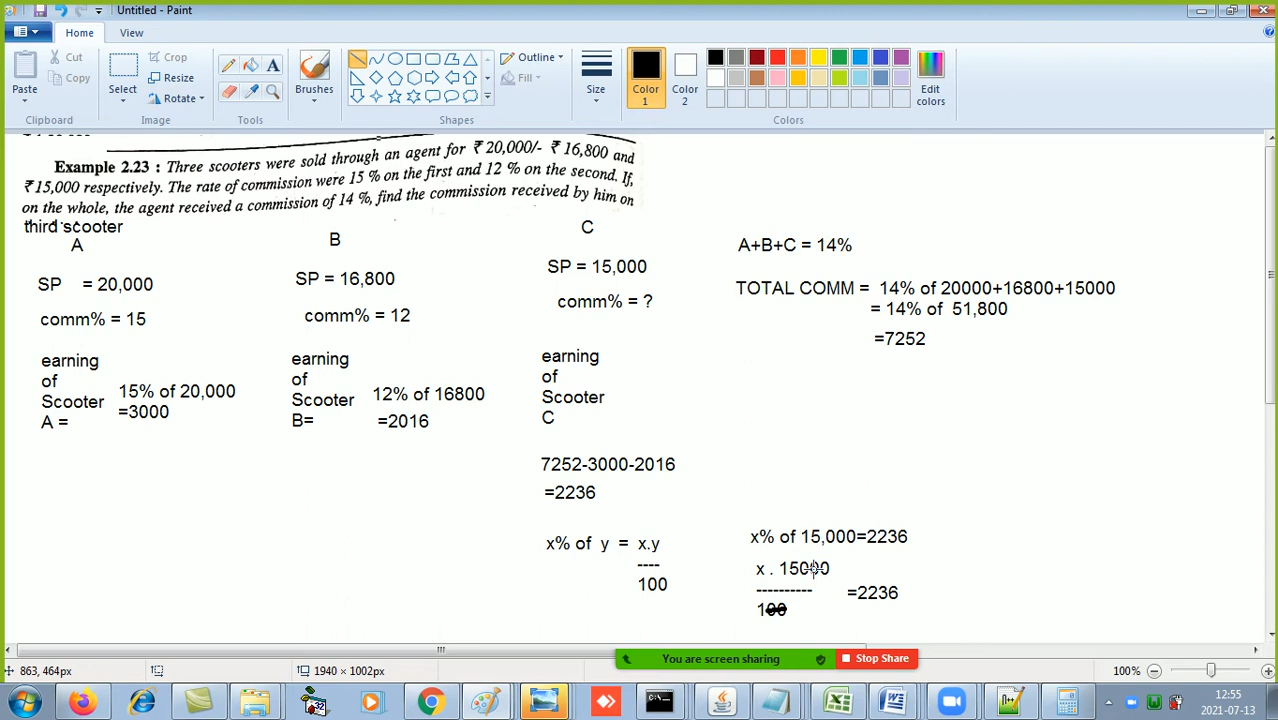 Untitled - Paint
Home
View
Paste
Cut
Copy
Clipboard
Select
Crop
Resize
Rotate
Image
Tools
Brushes
Shapes
Outline
Fill
Size
Color
1
Color
2
Edit
colors
Colors
Example 2.23 : Three scooters were sold through an agent for ₹ 20,000/- ₹ 16,800 and
₹ 15,000 respectively. The rate of commission were 15 % on the first and 12 % on the second. If,
on the whole, the agent received a commission of 14 %, find the commission received by him on
third scooter
A
SP = 20,000
comm% = 15
earning
of
Scooter
A =
15% of 20,000
=3000
B
SP = 16,800
comm% = 12
earning
of
Scooter
B=
12% of 16800
=2016
C
SP = 15,000
comm% = ?
earning
of
Scooter
C
7252-3000-2016
=2236
x% of y = x.y
----
100
A+B+C = 14%
TOTAL COMM = 14% of 20000+16800+15000
= 14% of 51,800
=7252
x% of 15,000=2236
x . 15000
----------
100
=2236
863, 464px
1940 × 1002px
100%
You are screen sharing
Stop Share
32
12:55
2021-07-13